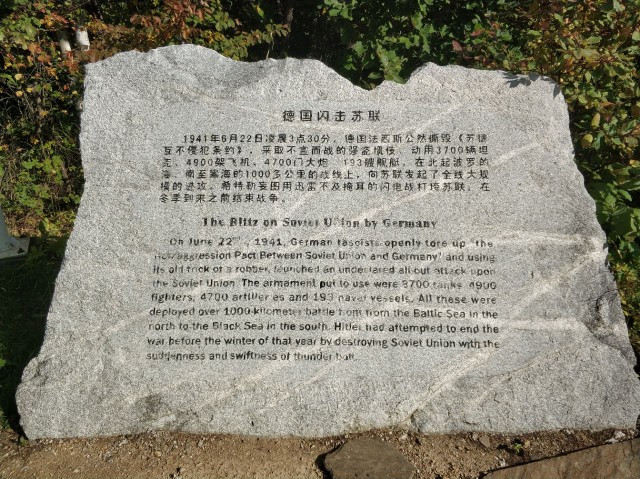 德国闪击苏联
1941年6月22日凌晨3点30分，德国法西斯公然撕毁《苏德
互不侵犯条约》，采取不宣而战的强盗惯伎，动用3700辆坦
克，4900架飞机，4700门大炮，193艘舰艇，在北起波罗的
海，南至黑海的1000多公里的战线上，向苏联发起了全线大规
模的进攻。希特勒妄图用迅雷不及掩耳的闪电战打垮苏联，在
冬季到来之前结束战争。
The Blitz on Soviet Union by Germany
On June 22nd, 1941, German fascists openly tore up "the
Non-aggression Pact Between Soviet Union and Germany" and using
its old trick of a robber, launched an undeclared all-out attack upon
the Soviet Union. The armament put to use were 3700 tanks, 4900
fighters, 4700 artilleries and 193 naval vessels. All these were
deployed over 1000-kilometer battle front from the Baltic Sea in the
north to the Black Sea in the south. Hitler had attempted to end the
war before the winter of that year by destroying Soviet Union with the
suddenness and swiftness of thunder ball.